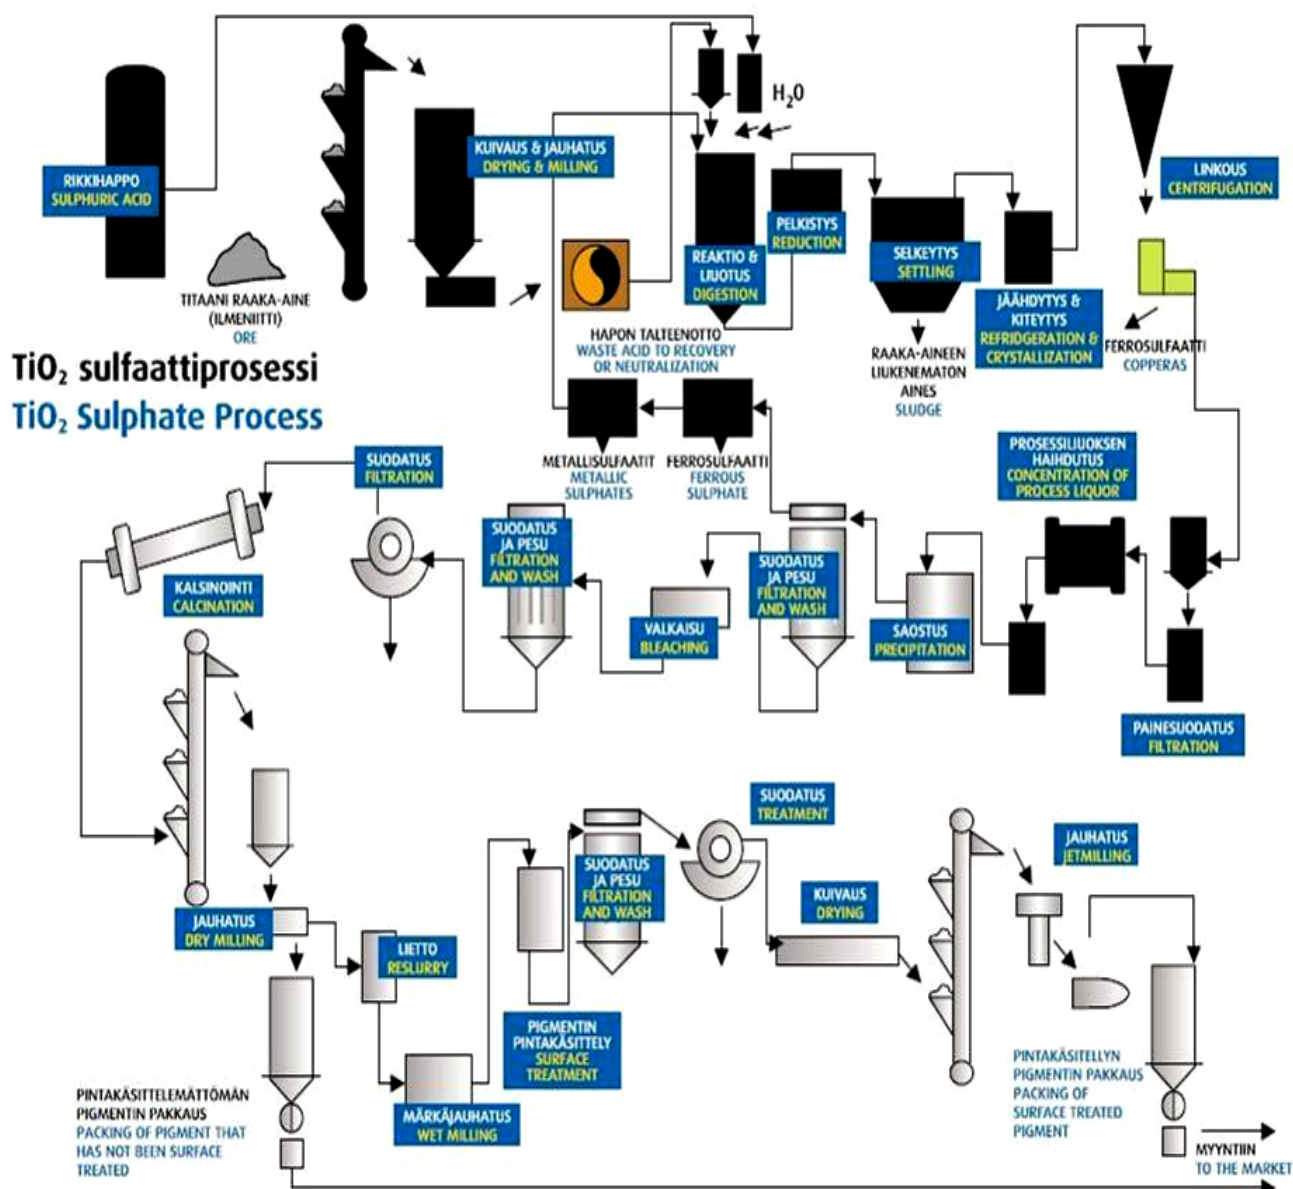 H₂O
KUIVAUS & JAUHATUS
DRYING & MILLING
RIKKIHAPPO
SULPHURIC ACID
LINKOUS
CENTRIFUGATION
PELKISTYS
REDUCTION
REAKTIO &
LIUOTUS
DIGESTION
SELKEYTYS
SETTLING
TITAANI RAAKA-AINE
(ILMENIITTI)
ORE
JÄÄHDYTYS &
KITEYTYS
REFRIDGERATION &
CRYSTALLIZATION
HAPON TALTEENOTTO
WASTE ACID TO RECOVERY
OR NEUTRALIZATION
FERROSULFAATTI
COPPERAS
RAAKA-AINEEN
LIUKENEMATON
AINES
SLUDGE
TiO₂ sulfaattiprosessi
TiO₂ Sulphate Process
SUODATUS
FILTRATION
METALLISULFAATIT
METALLIC
SULPHATES
FERROSULFAATTI
FERROUS
SULPHATE
PROSESSILIUOKSEN
HAIHDUTUS
CONCENTRATION OF
PROCESS LIQUOR
SUODATUS
JA PESU
FILTRATION
AND WASH
SUODATUS
JA PESU
FILTRATION
AND WASH
KALSINOINTI
CALCINATION
VALKAISU
BLEACHING
SAOSTUS
PRECIPITATION
PAINESUODATUS
FILTRATION
SUODATUS
TREATMENT
JAUHATUS
JETMILLING
SUODATUS
JA PESU
FILTRATION
AND WASH
KUIVAUS
DRYING
JAUHATUS
DRY MILLING
LIETTO
RESLURRY
PIGMENTIN
PINTAKÄSITTELY
SURFACE
TREATMENT
PINTAKÄSITELLYN
PIGMENTIN PAKKAUS
PACKING OF
SURFACE TREATED
PIGMENT
PINTAKÄSITTELEMÄTTÖMÄN
PIGMENTIN PAKKAUS
PACKING OF PIGMENT THAT
HAS NOT BEEN SURFACE
TREATED
MÄRKÄJAUHATUS
WET MILLING
MYYNTIIN
TO THE MARKET